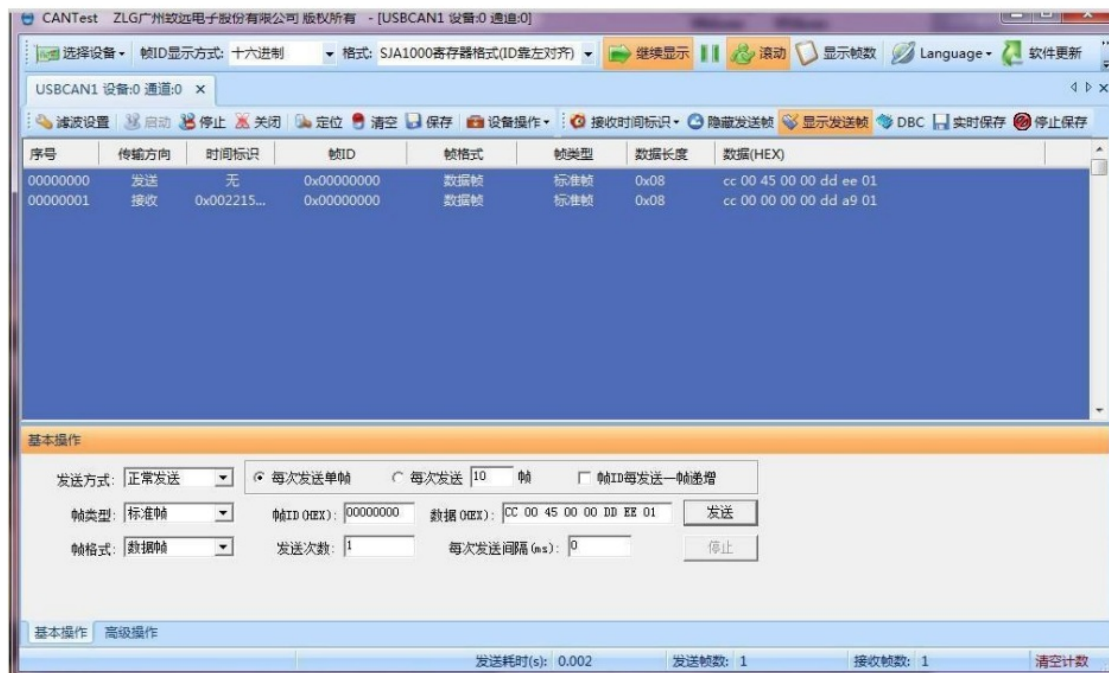 CANTest ZLG广州致远电子股份有限公司 版权所有 - [USBCAN1 设备:0 通道:0]
选择设备 帧ID显示方式: 十六进制 格式: SJA1000寄存器格式(ID靠左对齐) 继续显示 滚动 显示帧数 Language 软件更新
USBCAN1 设备:0 通道:0 ×
滤波设置 启动 停止 关闭 定位 清空 保存 设备操作 接收时间标识 隐藏发送帧 显示发送帧 DBC 实时保存 停止保存
序号 传输方向 时间标识 帧ID 帧格式 帧类型 数据长度 数据(HEX)
00000000 发送 无 0x00000000 数据帧 标准帧 0x08 cc 00 45 00 00 dd ee 01
00000001 接收 0x002215... 0x00000000 数据帧 标准帧 0x08 cc 00 00 00 00 dd a9 01
基本操作
发送方式: 正常发送 每次发送单帧 每次发送 10 帧 帧ID每发送一帧递增
帧类型: 标准帧 帧ID(HEX): 00000000 数据(HEX): CC 00 45 00 00 DD EE 01 发送
帧格式: 数据帧 发送次数: 1 每次发送间隔(ms): 0 停止
基本操作 高级操作
发送耗时(s): 0.002 发送帧数: 1 接收帧数: 1 清空计数